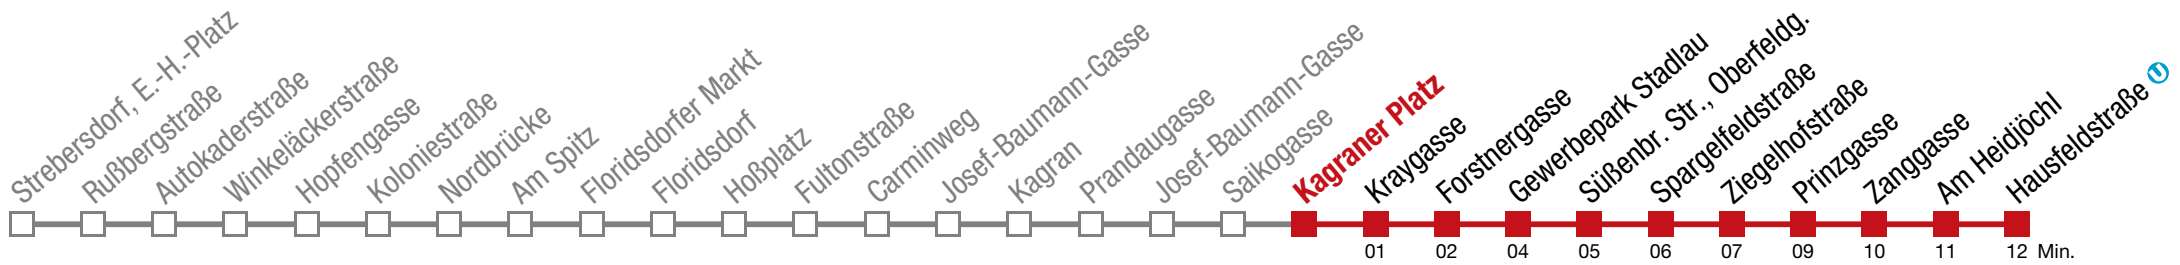 Strebersdorf, E.-H.-Platz
Rußbergstraße
Autokaderstraße
Winkeläckerstraße
Hopfengasse
Koloniestraße
Nordbrücke
Am Spitz
Floridsdorfer Markt
Floridsdorf
Hoßplatz
Fultonstraße
Carminweg
Josef-Baumann-Gasse
Kagran
Prandaugasse
Josef-Baumann-Gasse
Saikogasse
Kagraner Platz
Kraygasse
Forstnergasse
Gewerbepark Stadlau
Süßenbr. Str., Oberfeldg.
Spargelfeldstraße
Ziegelhofstraße
Prinzgasse
Zanggasse
Am Heidjöchl
Hausfeldstraße U
01 02 04 05 06 07 09 10 11 12 Min.